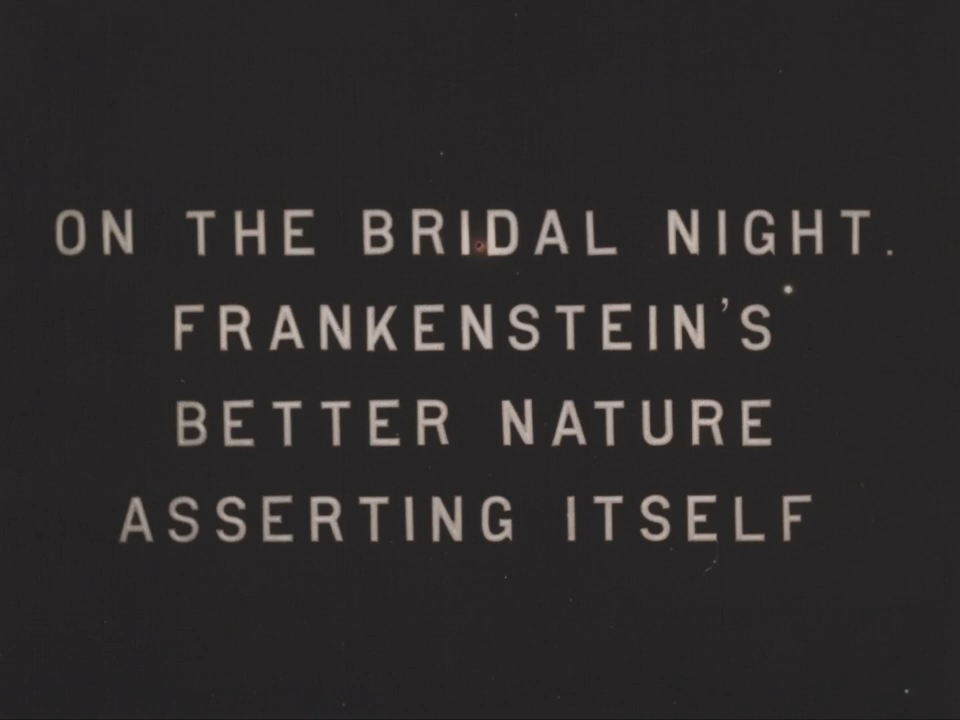 ON THE BRIDAL NIGHT.
FRANKENSTEIN'S
BETTER NATURE
ASSERTING ITSELF